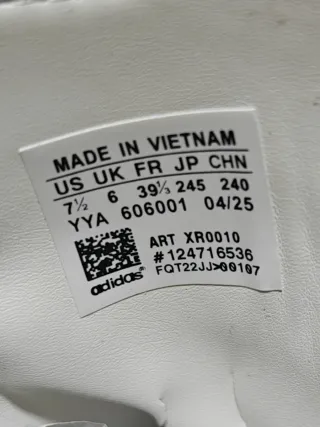 MADE IN VIETNAM
US UK FR JP CHN
7½ 6 39⅓ 245 240
YYA 606001 04/25
ART XR0010
#124716536
adidas FQT22JJ>00107